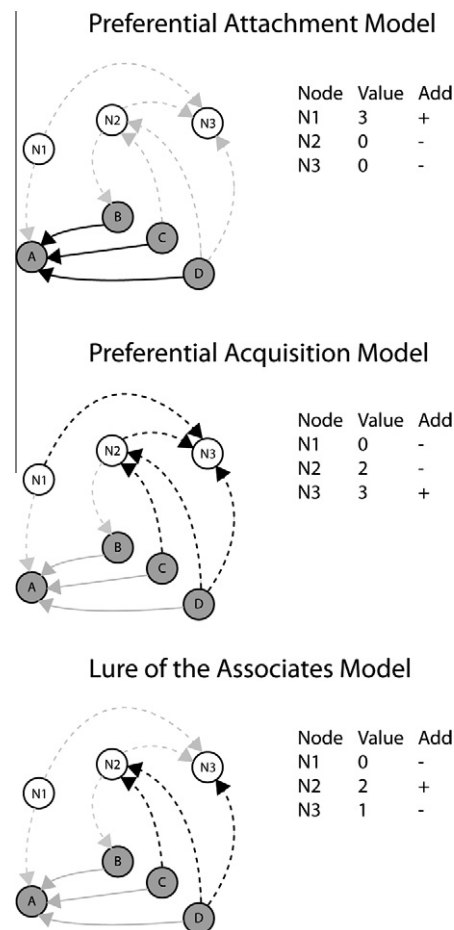 Preferential Attachment Model
Node Value Add
N1 3 +
N2 0 -
N3 0 -
N1
N2
N3
B
C
A
D
Preferential Acquisition Model
Node Value Add
N1 0 -
N2 2 -
N3 3 +
N1
N2
N3
B
C
A
D
Lure of the Associates Model
Node Value Add
N1 0 -
N2 2 +
N3 1 -
N1
N2
N3
B
C
A
D